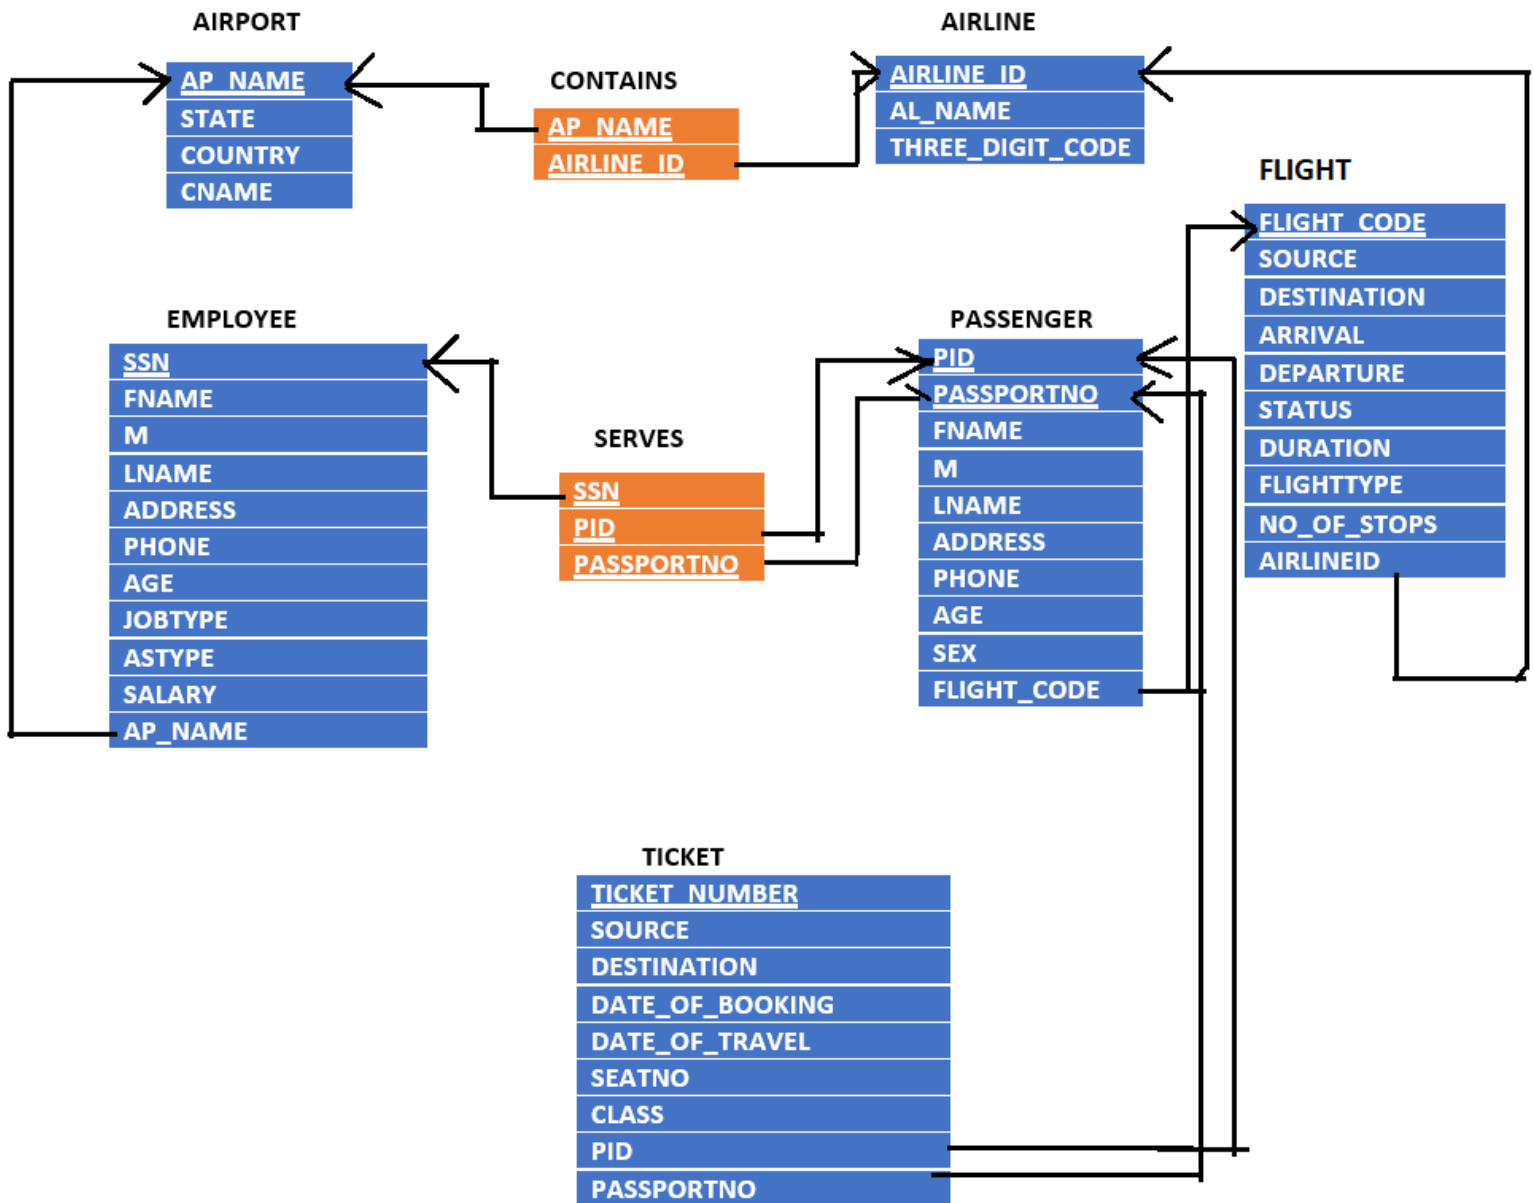 AIRPORT
AP_NAME
STATE
COUNTRY
CNAME
CONTAINS
AP_NAME
AIRLINE_ID
AIRLINE
AIRLINE_ID
AL_NAME
THREE_DIGIT_CODE
FLIGHT
FLIGHT_CODE
SOURCE
DESTINATION
ARRIVAL
DEPARTURE
STATUS
DURATION
FLIGHTTYPE
NO_OF_STOPS
AIRLINEID
EMPLOYEE
SSN
FNAME
M
LNAME
ADDRESS
PHONE
AGE
JOBTYPE
ASTYPE
SALARY
AP_NAME
SERVES
SSN
PID
PASSPORTNO
PASSENGER
PID
PASSPORTNO
FNAME
M
LNAME
ADDRESS
PHONE
AGE
SEX
FLIGHT_CODE
TICKET
TICKET_NUMBER
SOURCE
DESTINATION
DATE_OF_BOOKING
DATE_OF_TRAVEL
SEATNO
CLASS
PID
PASSPORTNO